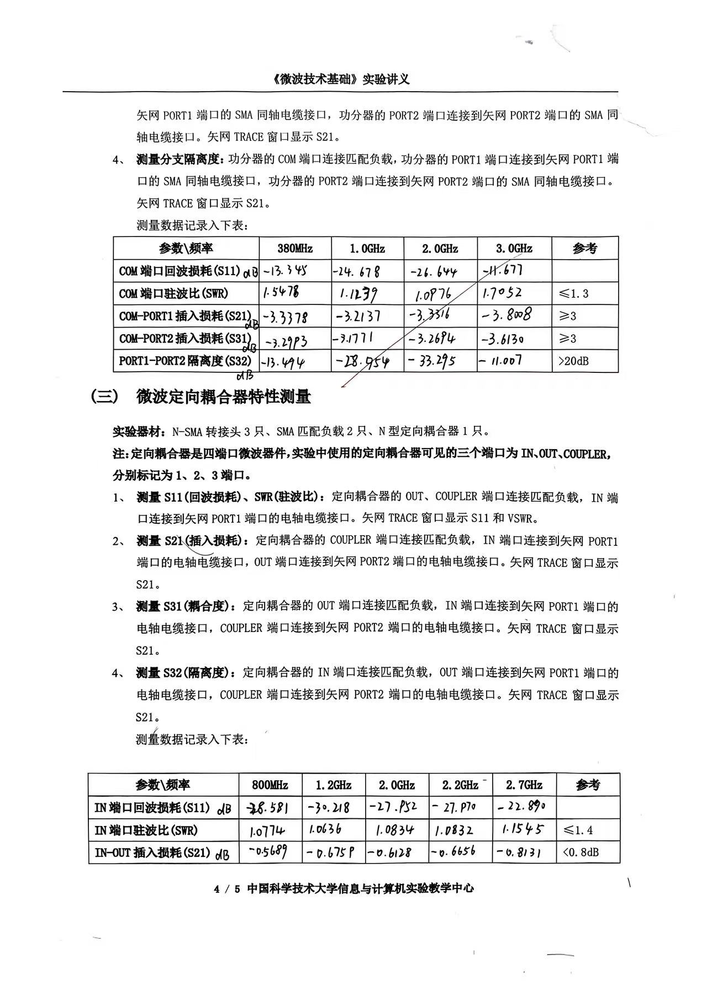 《微波技术基础》实验讲义
矢网 PORT1 端口的 SMA 同轴电缆接口，功分器的 PORT2 端口连接到矢网 PORT2 端口的 SMA 同
轴电缆接口。矢网 TRACE 窗口显示 S21。
4、 测量分支隔离度：功分器的 COM 端口连接匹配负载，功分器的 PORT1 端口连接到矢网 PORT1 端
口的 SMA 同轴电缆接口，功分器的 PORT2 端口连接到矢网 PORT2 端口的 SMA 同轴电缆接口。
矢网 TRACE 窗口显示 S21。
测量数据记录入下表：
参数\频率 380MHz 1.0GHz 2.0GHz 3.0GHz 参考
COM 端口回波损耗(S11) dB -13.345 -24.678 -26.644 -11.677
COM 端口驻波比(SWR) 1.5478 1.1239 1.0976 1.7052 ≤1.3
COM-PORT1 插入损耗(S21) dB -3.3378 -3.2137 -3.3316 -3.8008 ≥3
COM-PORT2 插入损耗(S31) dB -3.2993 -3.1771 -3.2694 -3.6130 ≥3
PORT1-PORT2 隔离度(S32) dB -13.494 -28.954 -33.295 -11.007 >20dB
(三) 微波定向耦合器特性测量
实验器材：N-SMA 转接头 3 只、SMA 匹配负载 2 只、N 型定向耦合器 1 只。
注：定向耦合器是四端口微波器件，实验中使用的定向耦合器可见的三个端口为 IN、OUT、COUPLER，
分别标记为 1、2、3 端口。
1、 测量 S11(回波损耗)、SWR(驻波比)：定向耦合器的 OUT、COUPLER 端口连接匹配负载，IN 端
口连接到矢网 PORT1 端口的电轴电缆接口。矢网 TRACE 窗口显示 S11 和 VSWR。
2、 测量 S21(插入损耗)：定向耦合器的 COUPLER 端口连接匹配负载，IN 端口连接到矢网 PORT1
端口的电轴电缆接口，OUT 端口连接到矢网 PORT2 端口的电轴电缆接口。矢网 TRACE 窗口显示
S21。
3、 测量 S31(耦合度)：定向耦合器的 OUT 端口连接匹配负载，IN 端口连接到矢网 PORT1 端口的
电轴电缆接口，COUPLER 端口连接到矢网 PORT2 端口的电轴电缆接口。矢网 TRACE 窗口显示
S21。
4、 测量 S32(隔离度)：定向耦合器的 IN 端口连接匹配负载，OUT 端口连接到矢网 PORT1 端口的
电轴电缆接口，COUPLER 端口连接到矢网 PORT2 端口的电轴电缆接口。矢网 TRACE 窗口显示
S21。
测量数据记录入下表：
参数\频率 800MHz 1.2GHz 2.0GHz 2.2GHz 2.7GHz 参考
IN 端口回波损耗(S11) dB -28.581 -30.218 -27.952 -27.970 -22.890
IN 端口驻波比(SWR) 1.0774 1.0636 1.0834 1.0832 1.1545 ≤1.4
IN-OUT 插入损耗(S21) dB -0.5689 -0.6759 -0.6128 -0.6656 -0.8131 <0.8dB
4 / 5 中国科学技术大学信息与计算机实验教学中心